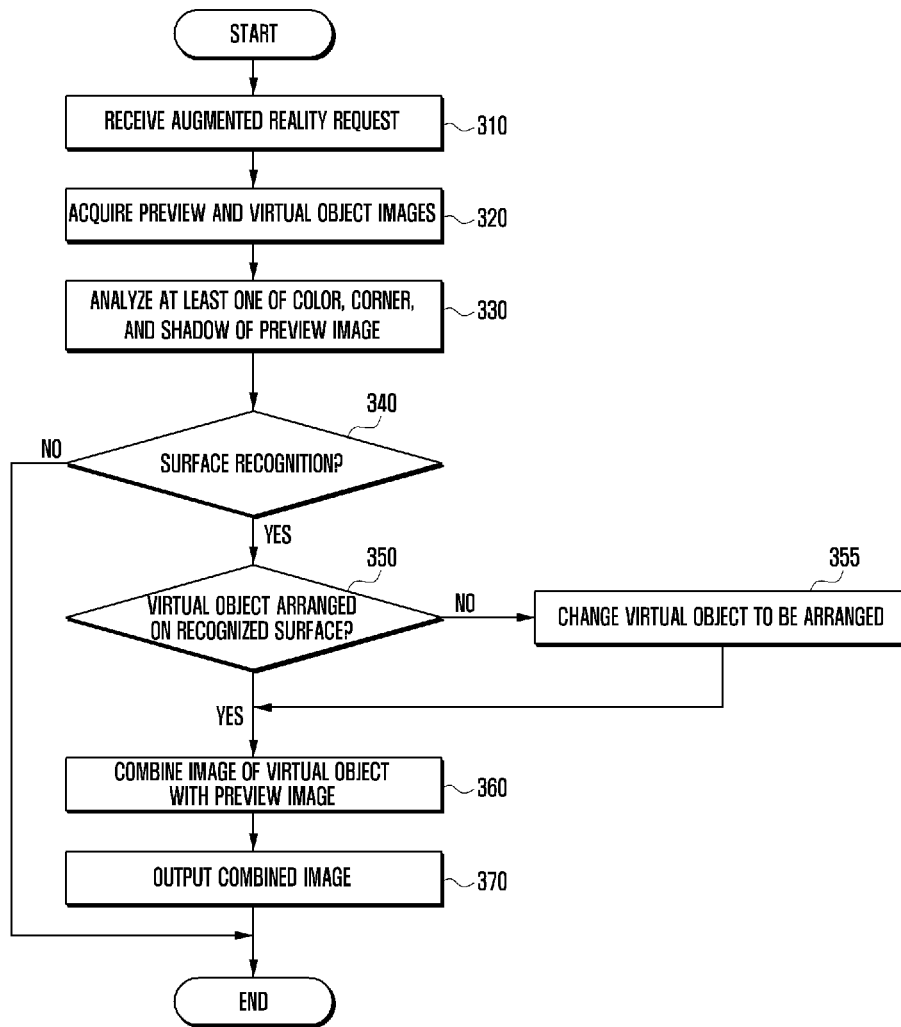 START
RECEIVE AUGMENTED REALITY REQUEST
310
ACQUIRE PREVIEW AND VIRTUAL OBJECT IMAGES
320
ANALYZE AT LEAST ONE OF COLOR, CORNER,
AND SHADOW OF PREVIEW IMAGE
330
340
NO
SURFACE RECOGNITION?
YES
350
355
VIRTUAL OBJECT ARRANGED
ON RECOGNIZED SURFACE?
NO
CHANGE VIRTUAL OBJECT TO BE ARRANGED
YES
COMBINE IMAGE OF VIRTUAL OBJECT
WITH PREVIEW IMAGE
360
OUTPUT COMBINED IMAGE
370
END